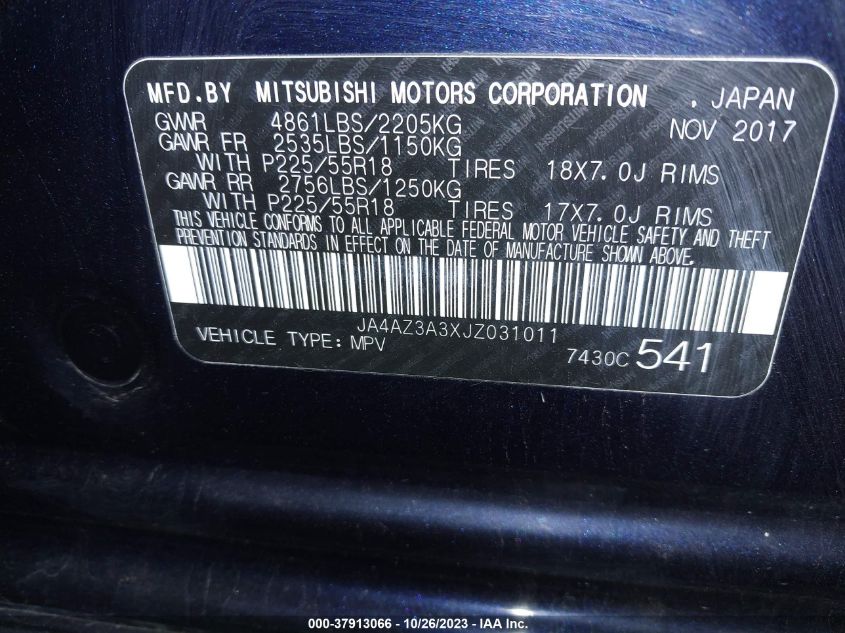 MFD.BY MITSUBISHI MOTORS CORPORATION . JAPAN
GVWR 4861LBS/2205KG NOV 2017
GAWR FR 2535LBS/1150KG
WITH P225/55R18 TIRES 18X7.0J RIMS
GAWR RR 2756LBS/1250KG
WITH P225/55R18 TIRES 17X7.0J RIMS
THIS VEHICLE CONFORMS TO ALL APPLICABLE FEDERAL MOTOR VEHICLE SAFETY AND THEFT
PREVENTION STANDARDS IN EFFECT ON THE DATE OF MANUFACTURE SHOWN ABOVE.
JA4AZ3A3XJZ031011
VEHICLE TYPE: MPV
7430C 541
000-37913066 - 10/26/2023 - IAA Inc.